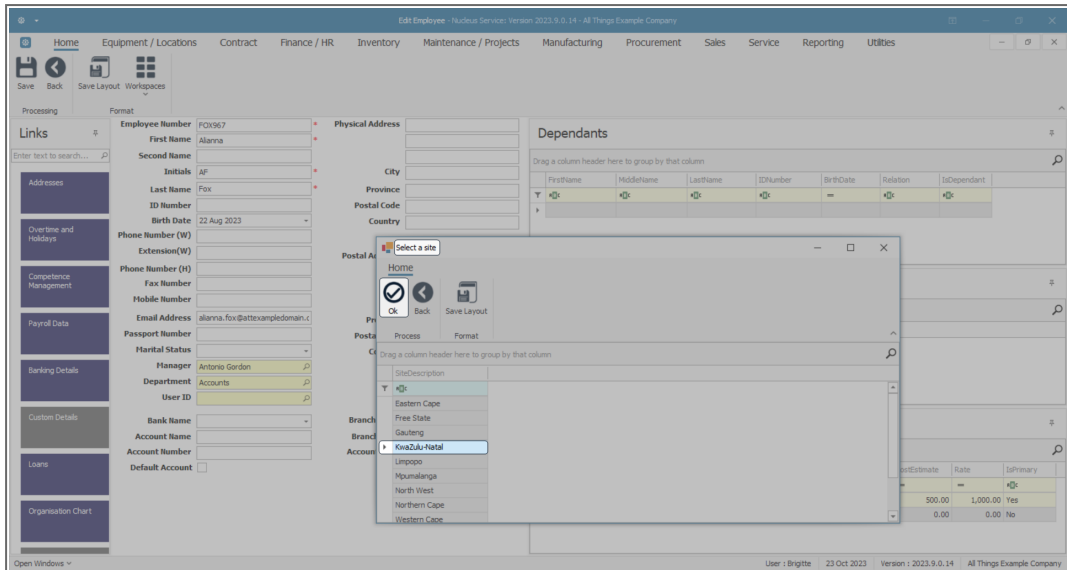 Edit Employee - Nucleus Service: Version 2023.9.0.14 - All Things Example Company
Home Equipment / Locations Contract Finance / HR Inventory Maintenance / Projects Manufacturing Procurement Sales Service Reporting Utilities
Save Back Save Layout Workspaces
Processing Format
Links
Enter text to search...
Addresses
Overtime and Holidays
Competence Management
Payroll Data
Banking Details
Custom Details
Loans
Organisation Chart
Employee Number FOX967 *
First Name Alianna *
Second Name
Initials AF *
Last Name Fox *
ID Number
Birth Date 22 Aug 2023
Phone Number (W)
Extension(W)
Phone Number (H)
Fax Number
Mobile Number
Email Address alianna.fox@attexampledomain.c
Passport Number
Marital Status
Manager Antonio Gordon
Department Accounts
User ID
Bank Name
Account Name
Account Number
Default Account
Physical Address
City
Province
Postal Code
Country
Postal A
Pr
Posta
C
Branch
Branc
Accoun
Dependants
Drag a column header here to group by that column
FirstName MiddleName LastName IDNumber BirthDate Relation IsDependant
Select a site
Home
Ok Back Save Layout
Process Format
Drag a column header here to group by that column
SiteDescription
Eastern Cape
Free State
Gauteng
KwaZulu-Natal
Limpopo
Mpumalanga
North West
Northern Cape
Western Cape
ostEstimate Rate IsPrimary
500.00 1,000.00 Yes
0.00 0.00 No
Open Windows
User : Brigitte 23 Oct 2023 Version : 2023.9.0.14 All Things Example Company